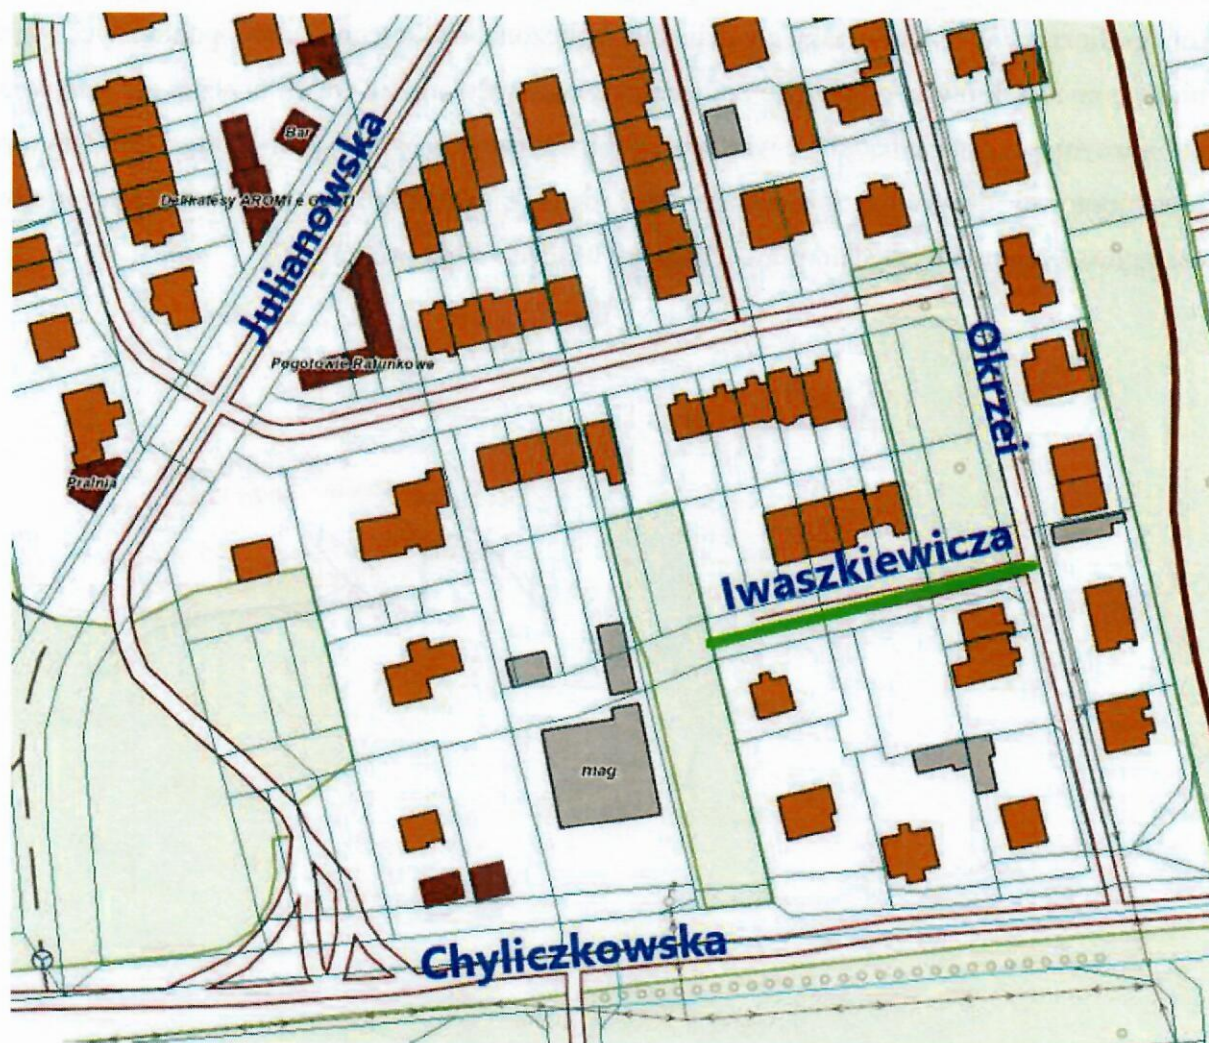 Bar
Delikatesy AROMI e GUSTI
Julianowska
Pogotowie Ratunkowe
Okrzei
Pralnia
Iwaszkiewicza
mag
Chyliczkowska